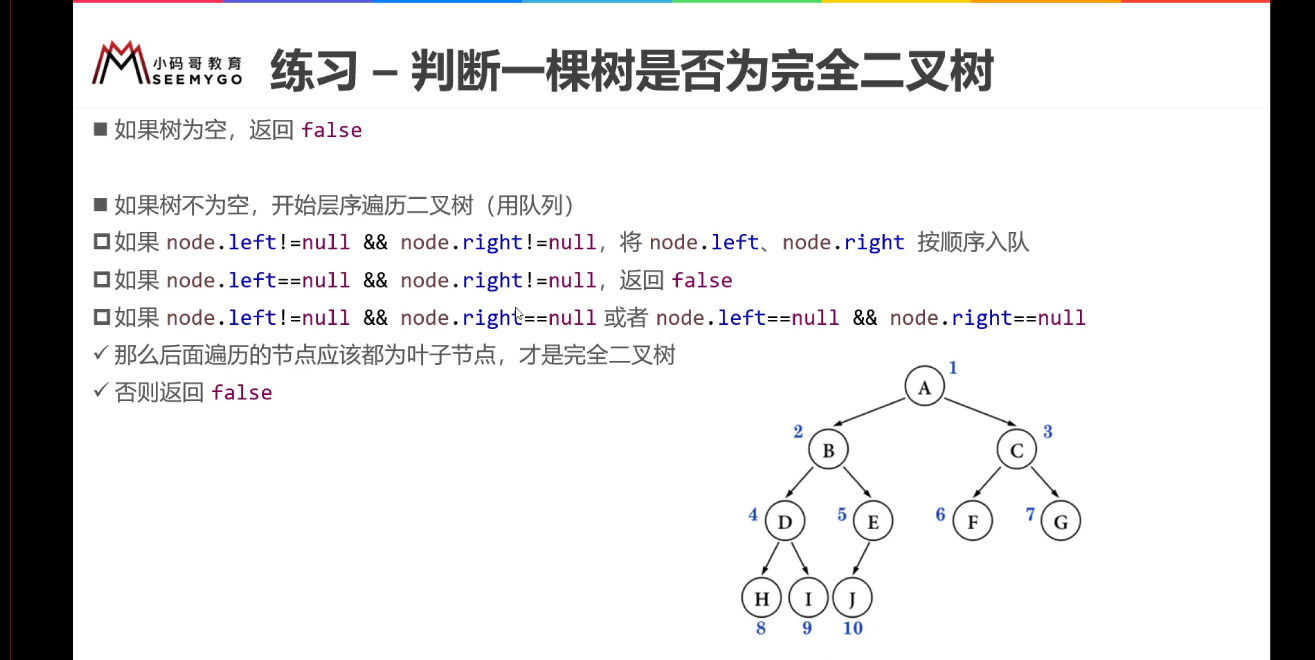 小码哥教育
SEEMYGO
练习 – 判断一棵树是否为完全二叉树
■ 如果树为空，返回 false
■ 如果树不为空，开始层序遍历二叉树（用队列）
如果 node.left!=null && node.right!=null，将 node.left、node.right 按顺序入队
如果 node.left==null && node.right!=null，返回 false
如果 node.left!=null && node.right==null 或者 node.left==null && node.right==null
✓ 那么后面遍历的节点应该都为叶子节点，才是完全二叉树
✓ 否则返回 false
A 1
2 B C 3
4 D 5 E 6 F 7 G
H I J
8 9 10